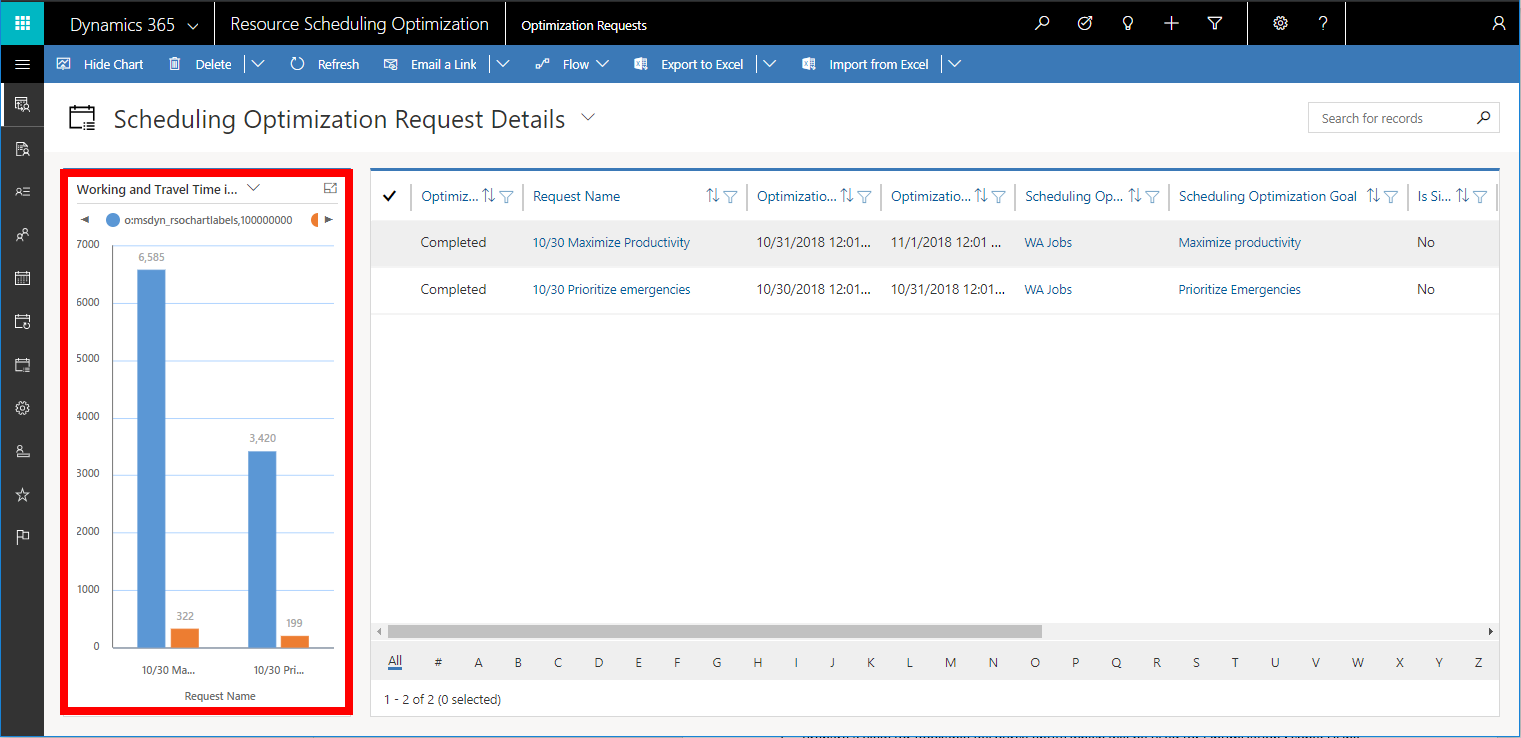 Dynamics 365 Resource Scheduling Optimization Optimization Requests ?
Hide Chart Delete Refresh Email a Link Flow Export to Excel Import from Excel
Scheduling Optimization Request Details Search for records
Working and Travel Time i...
o:msdyn_rsochartlabels,100000000
7000
6,585
6000
5000
4000
3,420
3000
2000
1000
322
199
0
10/30 Ma... 10/30 Pri...
Request Name
Optimiz... Request Name Optimizatio... Optimizatio... Scheduling Op... Scheduling Optimization Goal Is Si...
Completed 10/30 Maximize Productivity 10/31/2018 12:01... 11/1/2018 12:01 ... WA Jobs Maximize productivity No
Completed 10/30 Prioritize emergencies 10/30/2018 12:01... 10/31/2018 12:01... WA Jobs Prioritize Emergencies No
All # A B C D E F G H I J K L M N O P Q R S T U V W X Y Z
1 - 2 of 2 (0 selected)